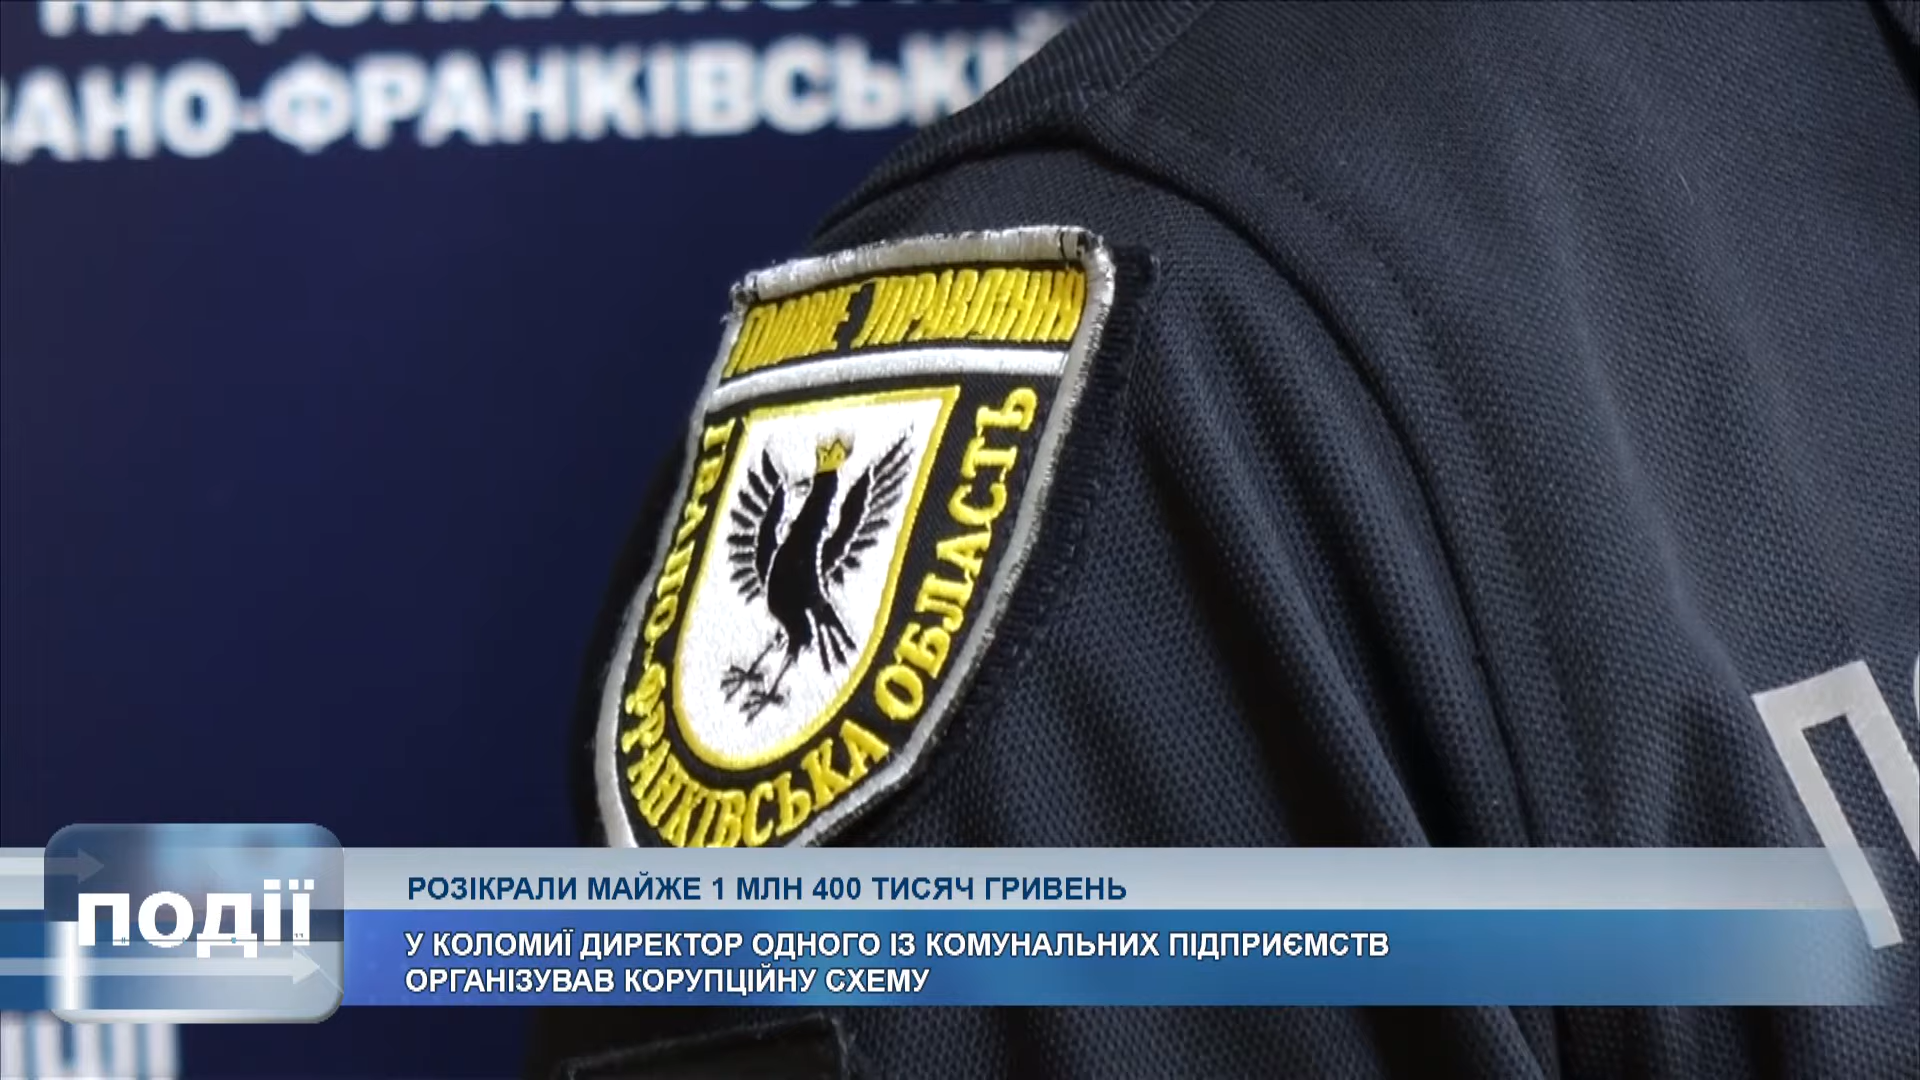 АНО-ФРАНКІВСЬКІЙ
ГОЛОВНЕ УПРАВЛІННЯ
ІВАНО-ФРАНКІВСЬКА ОБЛАСТЬ
П
події
РОЗІКРАЛИ МАЙЖЕ 1 МЛН 400 ТИСЯЧ ГРИВЕНЬ
У КОЛОМИЇ ДИРЕКТОР ОДНОГО ІЗ КОМУНАЛЬНИХ ПІДПРИЄМСТВ
ОРГАНІЗУВАВ КОРУПЦІЙНУ СХЕМУ